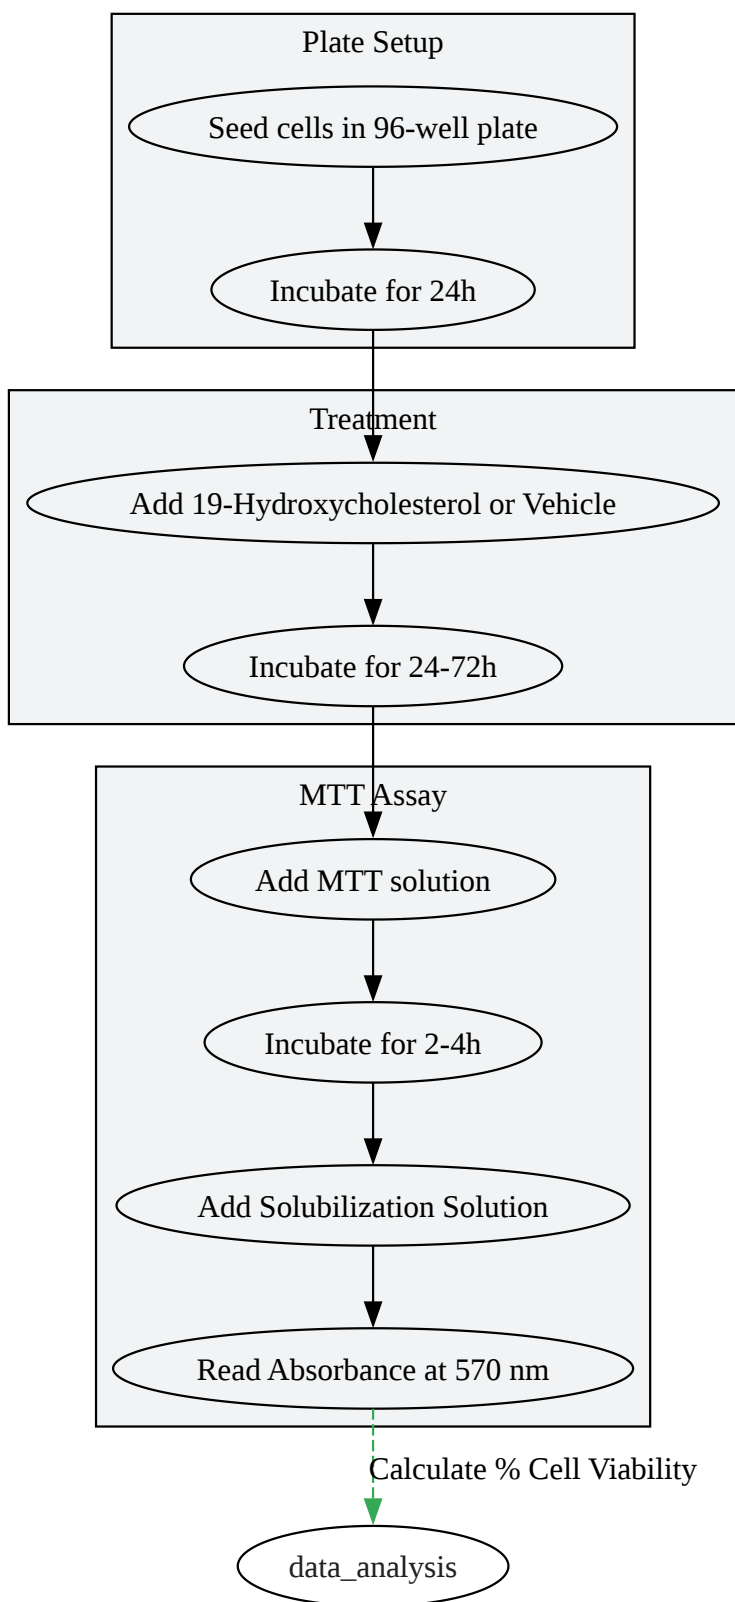 Plate Setup
Seed cells in 96-well plate
Incubate for 24h
Treatment
Add 19-Hydroxycholesterol or Vehicle
Incubate for 24-72h
MTT Assay
Add MTT solution
Incubate for 2-4h
Add Solubilization Solution
Read Absorbance at 570 nm
Calculate % Cell Viability
data_analysis